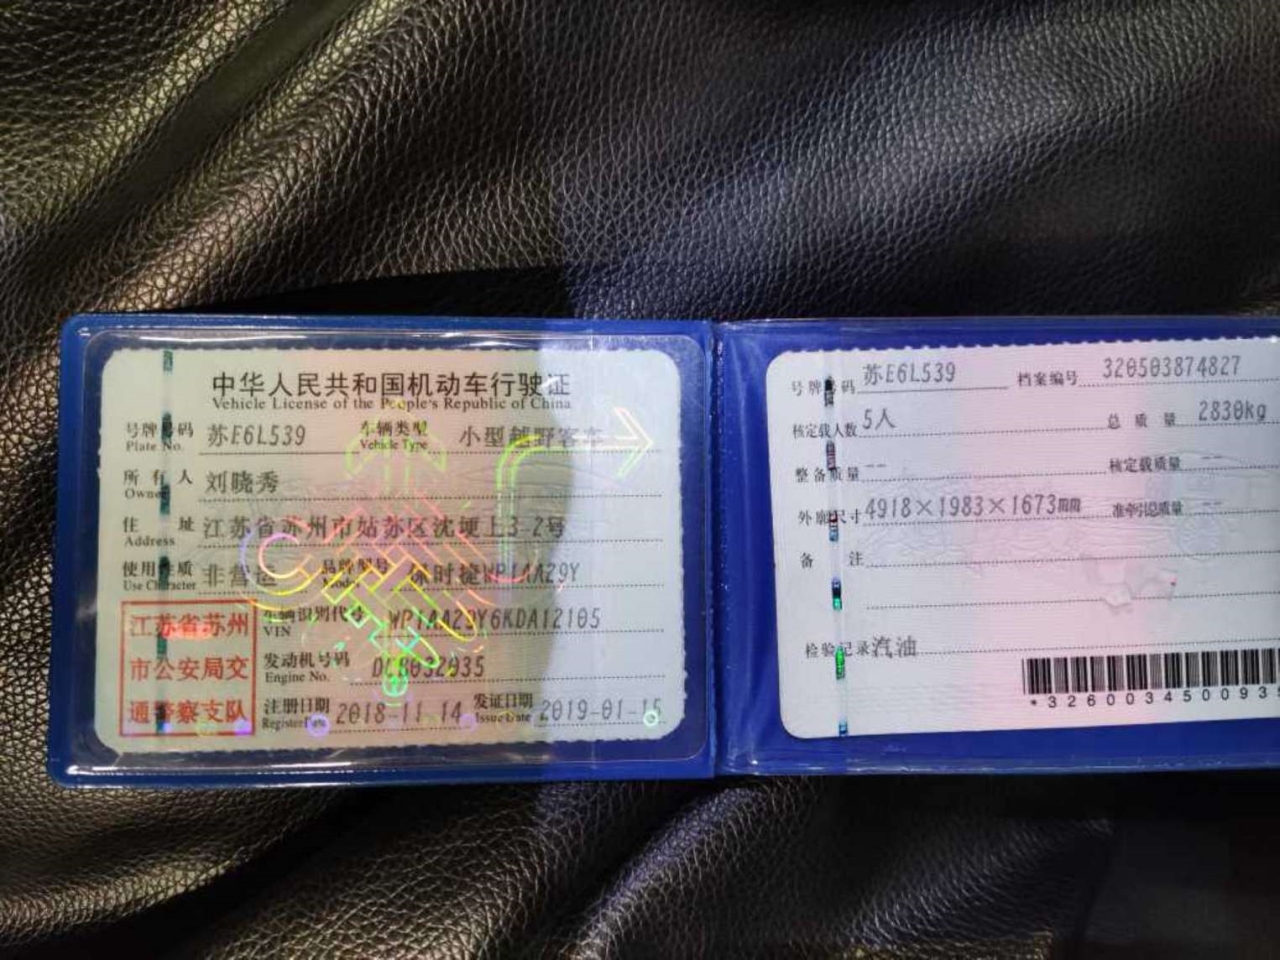 中华人民共和国机动车行驶证
Vehicle License of the People's Republic of China
号牌号码 苏E6L539 车辆类型 小型越野客车
Plate No. Vehicle Type
所有人 刘晓秀
Owner
住址 江苏省苏州市姑苏区沈埂上3-2号
Address
使用性质 非营运 品牌型号 保时捷WP1AA29Y
Use Character Model
江苏省苏州
市公安局交
通警察支队
车辆识别代号 WP1AA29Y6KDA12105
VIN
发动机号码
Engine No.
注册日期 2018-11-14 发证日期 2019-01-15
Register Date Issue Date
号牌号码 苏E6L539 档案编号 320503874827
核定载人数 5人 总质量 2830kg
整备质量 -- 核定载质量 --
外廓尺寸 4918×1983×1673mm 准牵引总质量 --
备注
检验记录 汽油
*326003450093